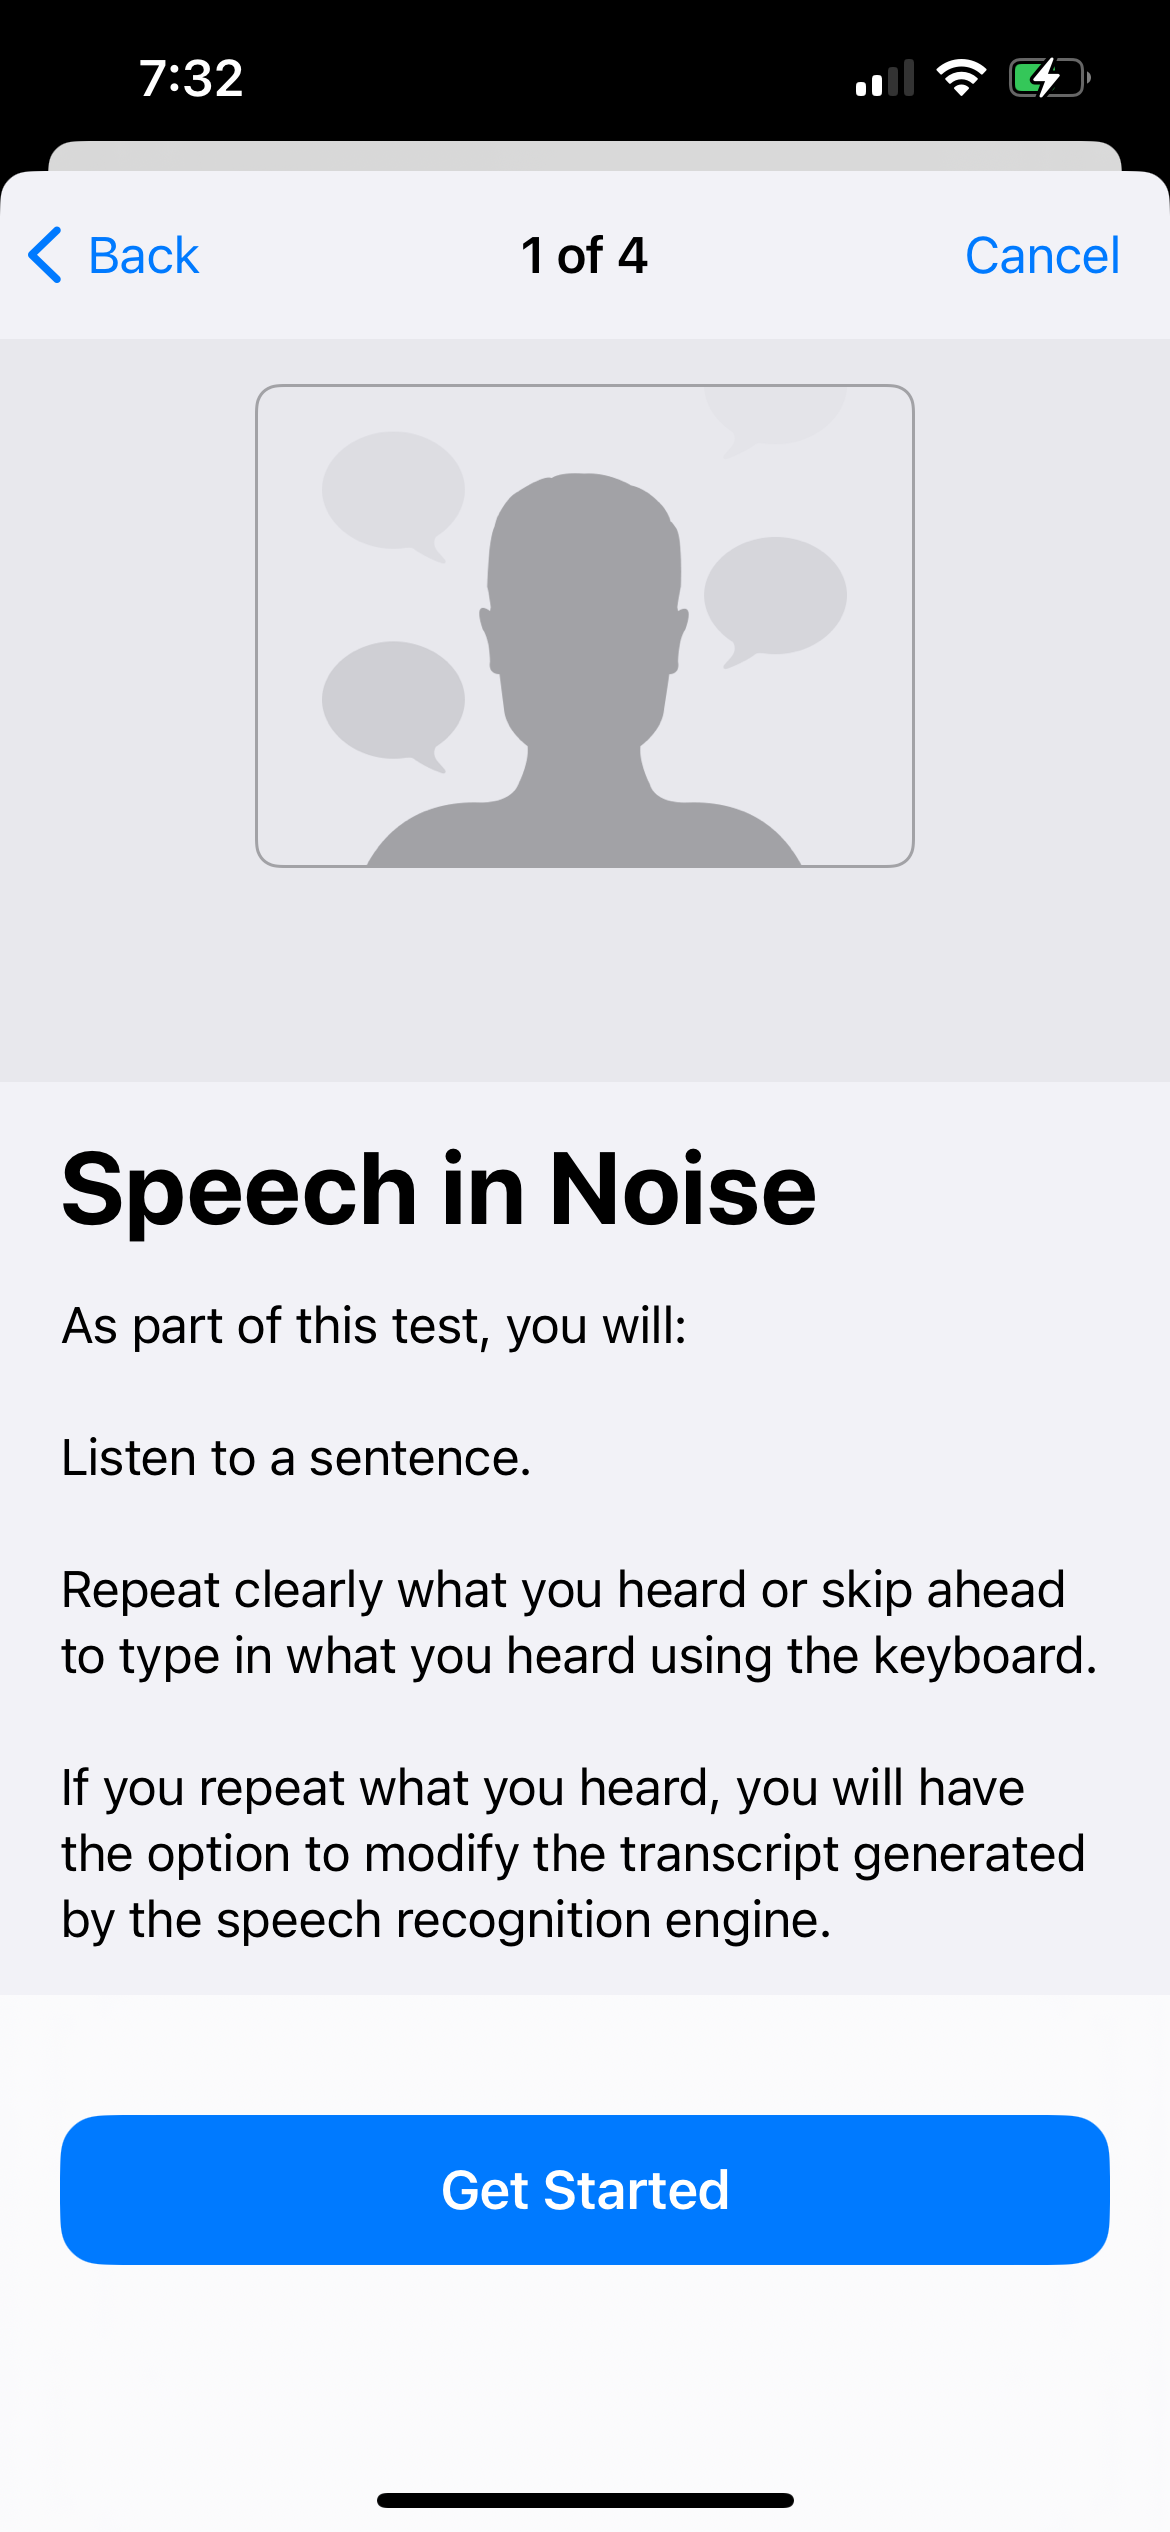 7:32
Back
1 of 4
Cancel
Speech in Noise
As part of this test, you will:
Listen to a sentence.
Repeat clearly what you heard or skip ahead
to type in what you heard using the keyboard.
If you repeat what you heard, you will have
the option to modify the transcript generated
by the speech recognition engine.
Get Started